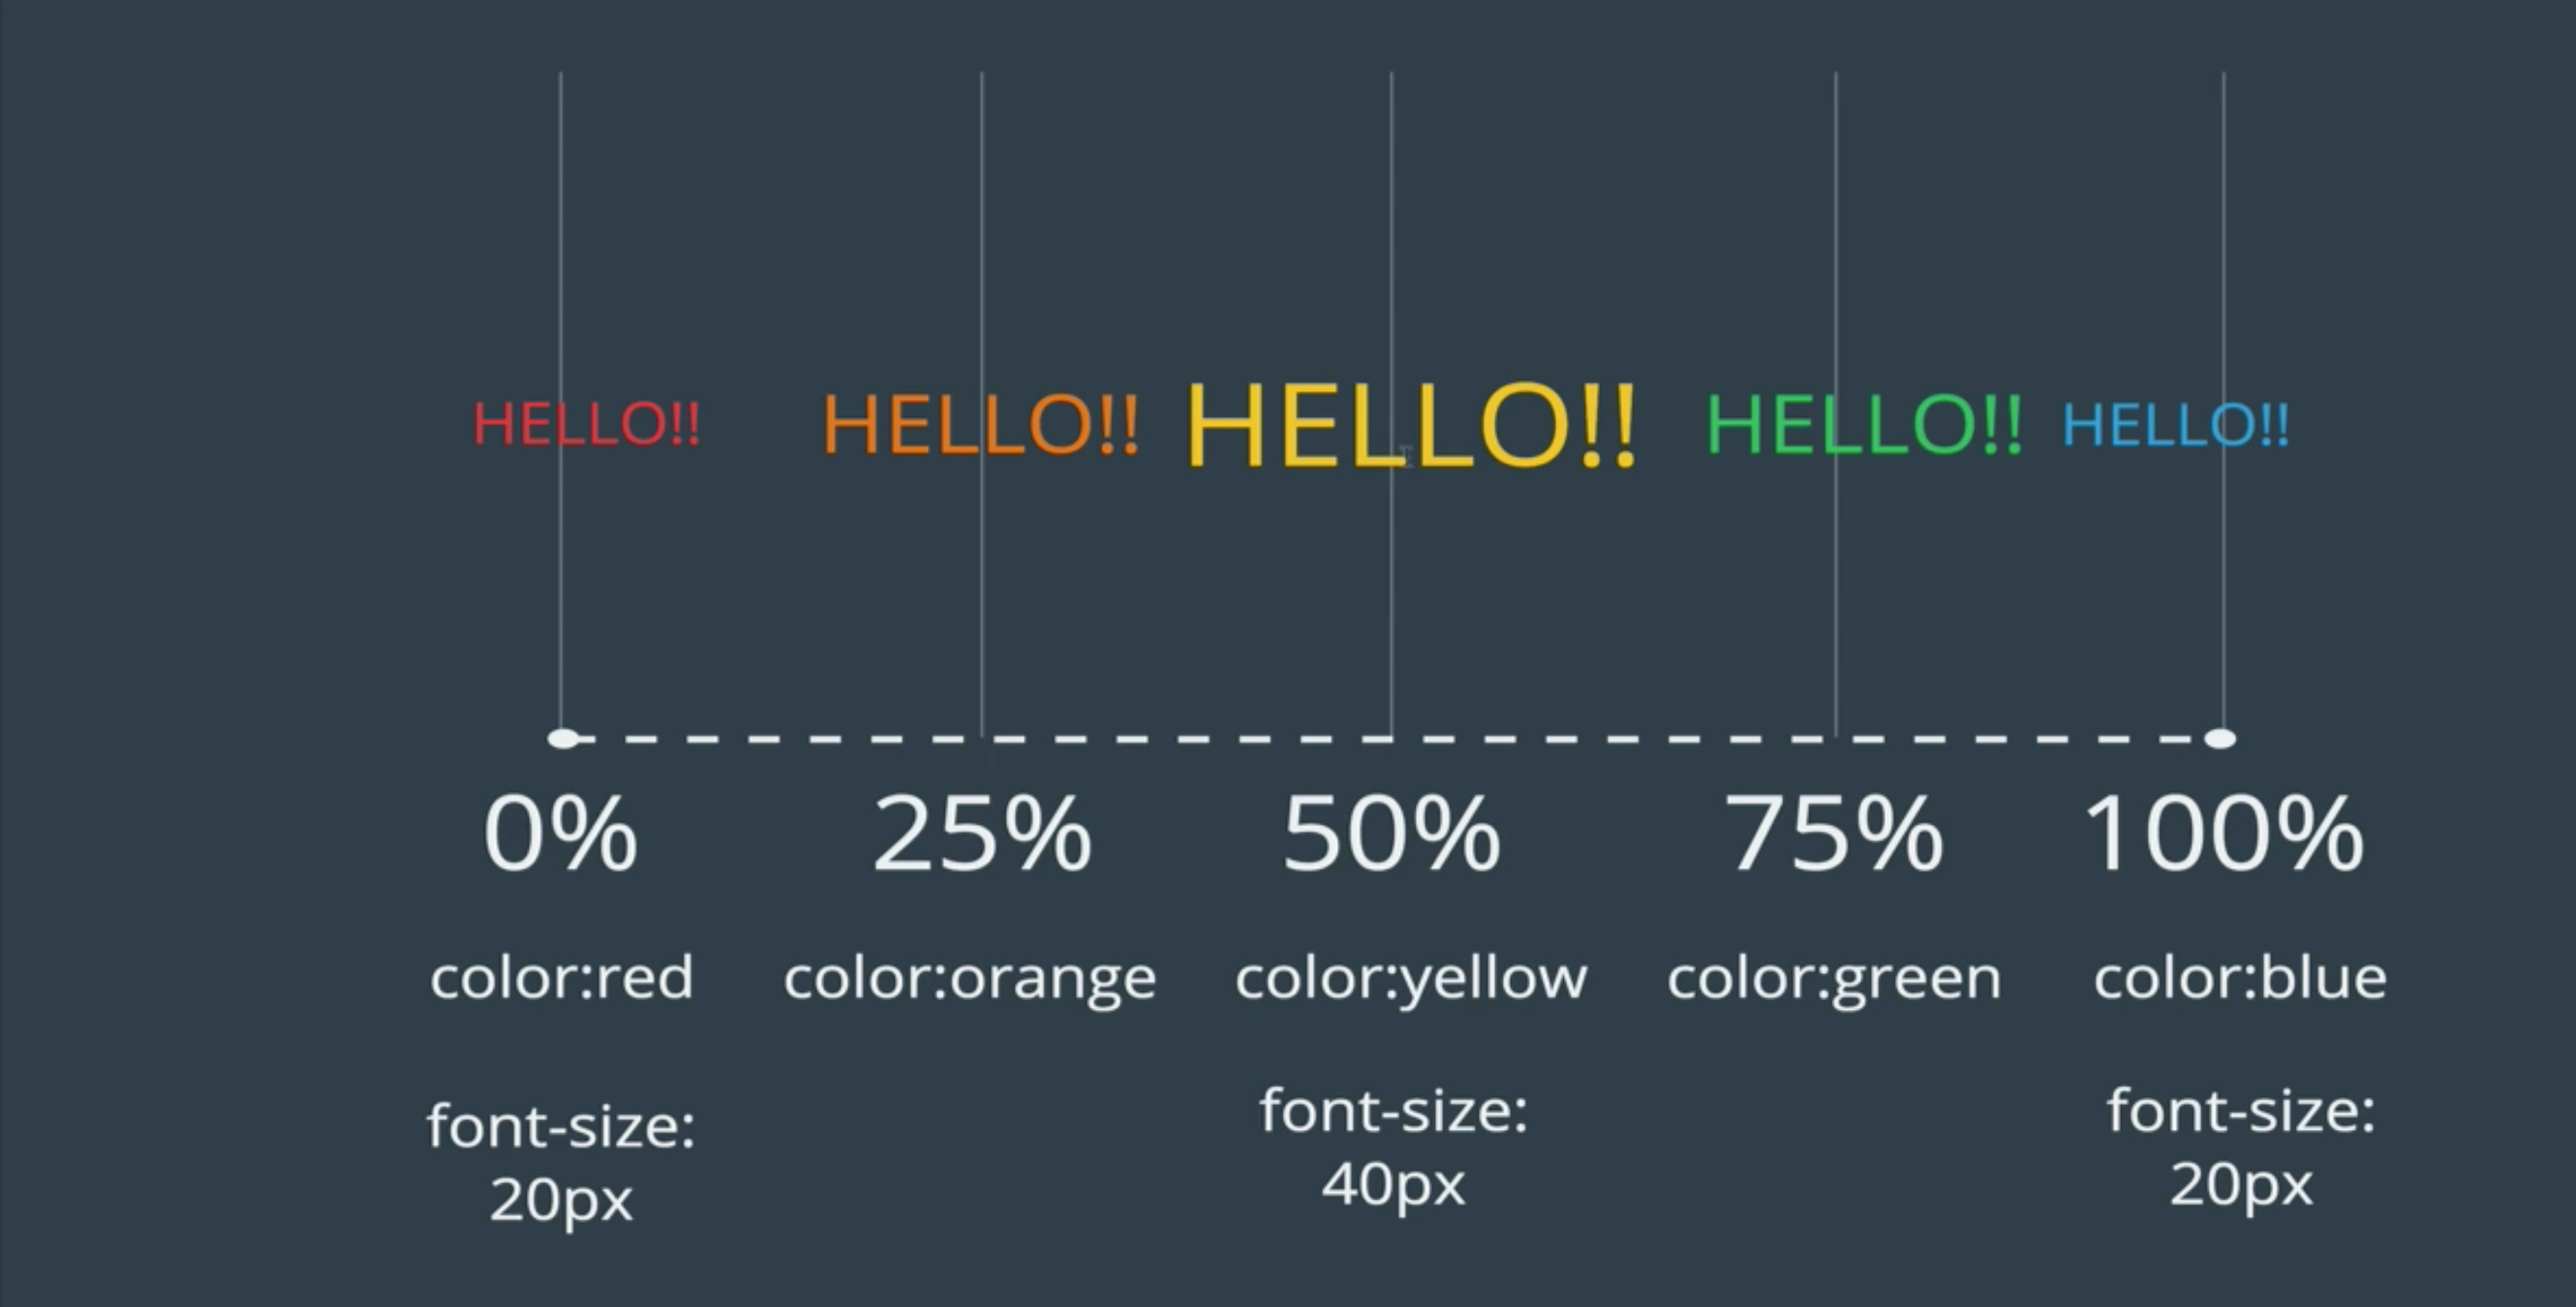 HELLO!! HELLO!! HELLO!! HELLO!! HELLO!!
0% 25% 50% 75% 100%
color:red color:orange color:yellow color:green color:blue
font-size: font-size: font-size:
20px 40px 20px